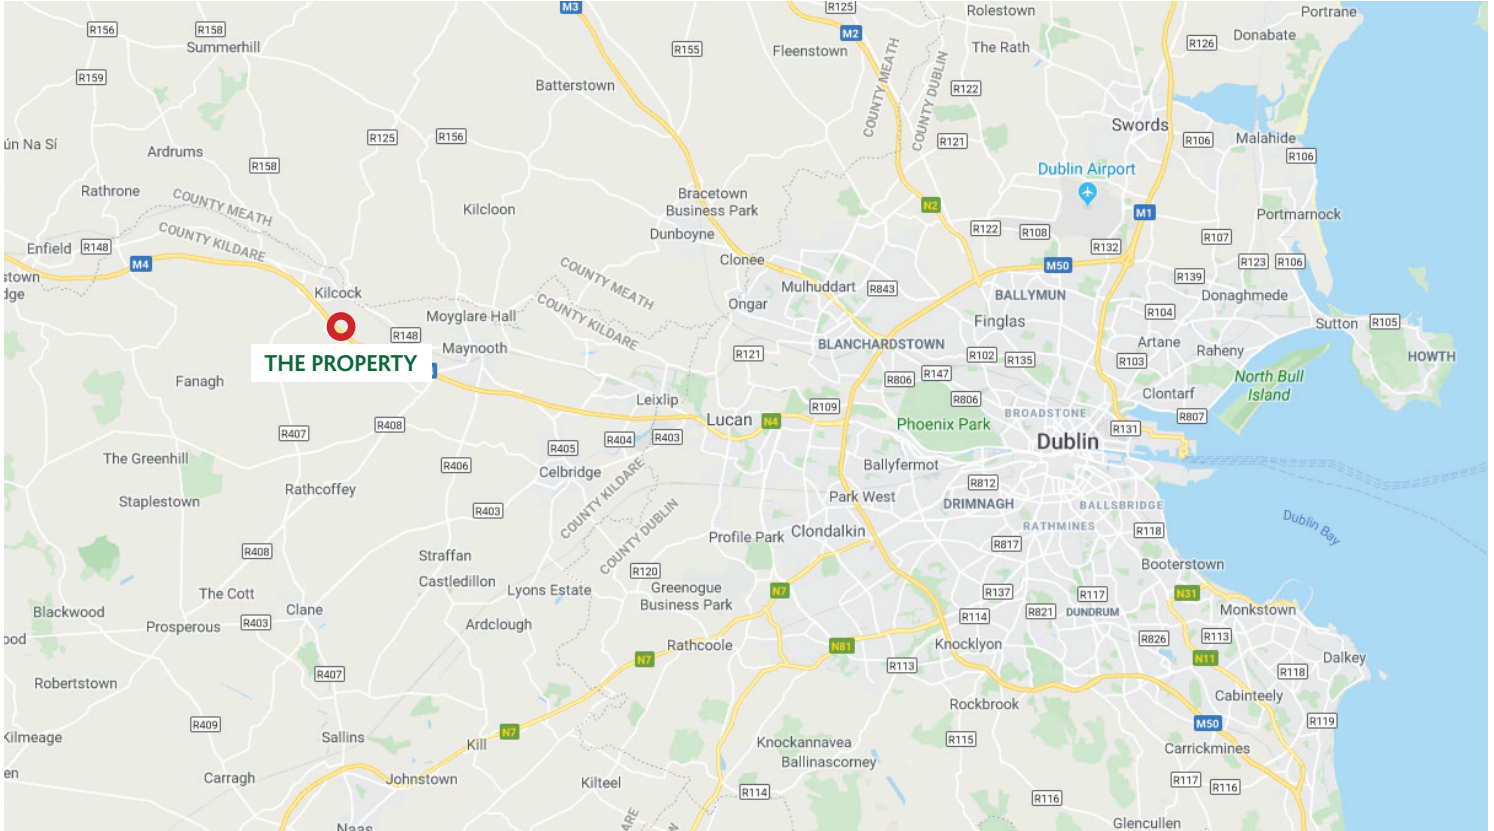 M3
R125
Rolestown
Portrane
R156
R158
Summerhill
R155
M2
Fleenstown
The Rath
R126
Donabate
R159
Batterstown
R122
COUNTY MEATH
COUNTY DUBLIN
Swords
ún Na Sí
R125
R156
R121
R106
Malahide
Ardrums
R158
R106
Dublin Airport
Rathrone
COUNTY MEATH
Kilcloon
Bracetown
Business Park
N2
M1
Portmarnock
COUNTY KILDARE
Dunboyne
R122
R108
R132
R107
Enfield
R148
M4
Clonee
M50
R123
R106
stown
dge
COUNTY MEATH
Mulhuddart
R843
R139
Kilcock
COUNTY KILDARE
Ongar
BALLYMUN
Donaghmede
Moyglare Hall
R104
Finglas
Sutton
R105
R148
Maynooth
BLANCHARDSTOWN
R121
R102
R135
R103
Artane
Raheny
HOWTH
THE PROPERTY
Fanagh
R806
R147
North Bull
Island
Leixlip
R109
R806
Clontarf
Lucan
N4
Phoenix Park
BROADSTONE
R807
R408
R407
R404
R403
R131
Dublin
R405
The Greenhill
R406
Celbridge
Ballyfermot
Staplestown
Rathcoffey
COUNTY KILDARE
R812
Park West
DRIMNAGH
BALLSBRIDGE
R403
COUNTY DUBLIN
RATHMINES
Dublin Bay
Profile Park
Clondalkin
R118
R408
Straffan
R817
Castledillon
R120
Booterstown
The Cott
Lyons Estate
Greenogue
Business Park
N7
R137
R117
N31
Blackwood
Clane
R114
R821
DUNDRUM
Monkstown
ood
Prosperous
R403
Ardclough
Rathcoole
N81
Knocklyon
R826
R113
N7
R113
N11
Dalkey
Robertstown
R407
R118
Rockbrook
Cabinteely
R409
Kilmeage
Sallins
Kill
N7
Knockannavea
R115
M50
R119
Ballinascorney
Carrickmines
en
Carragh
Johnstown
Kilteel
R114
R116
R117
R116
Naas
ARE
Glencullen